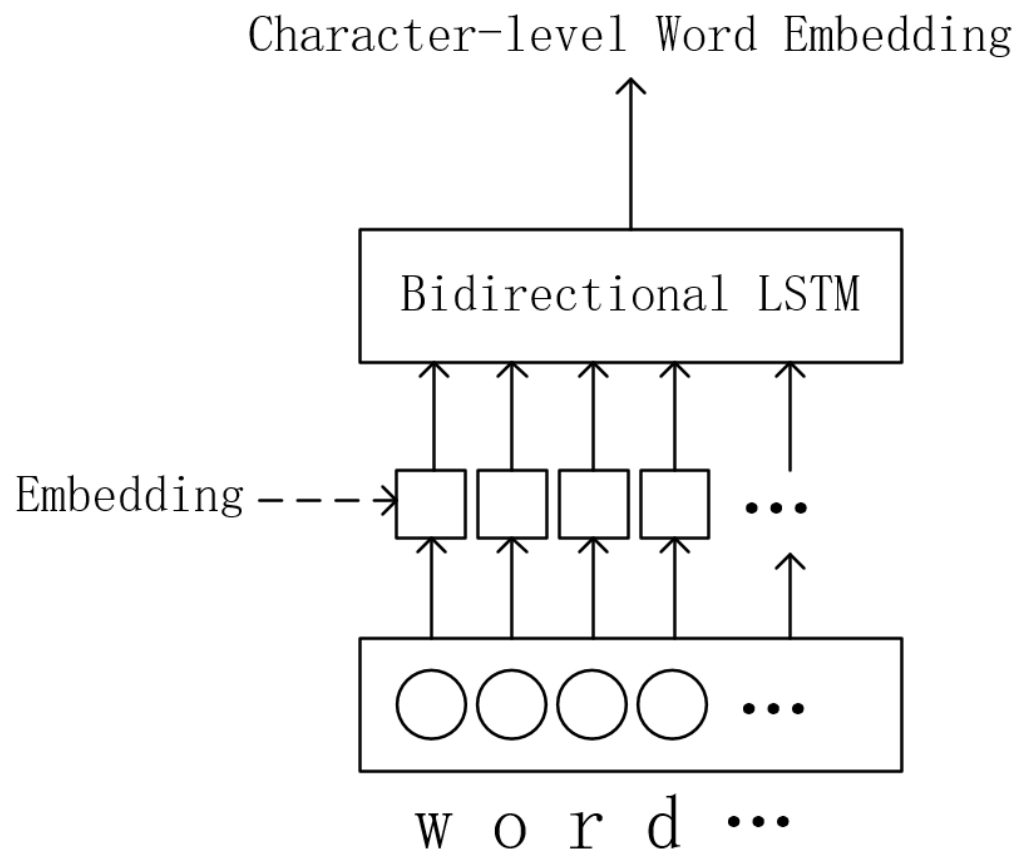 Character-level Word Embedding
Bidirectional LSTM
Embedding
...
...
w o r d ...